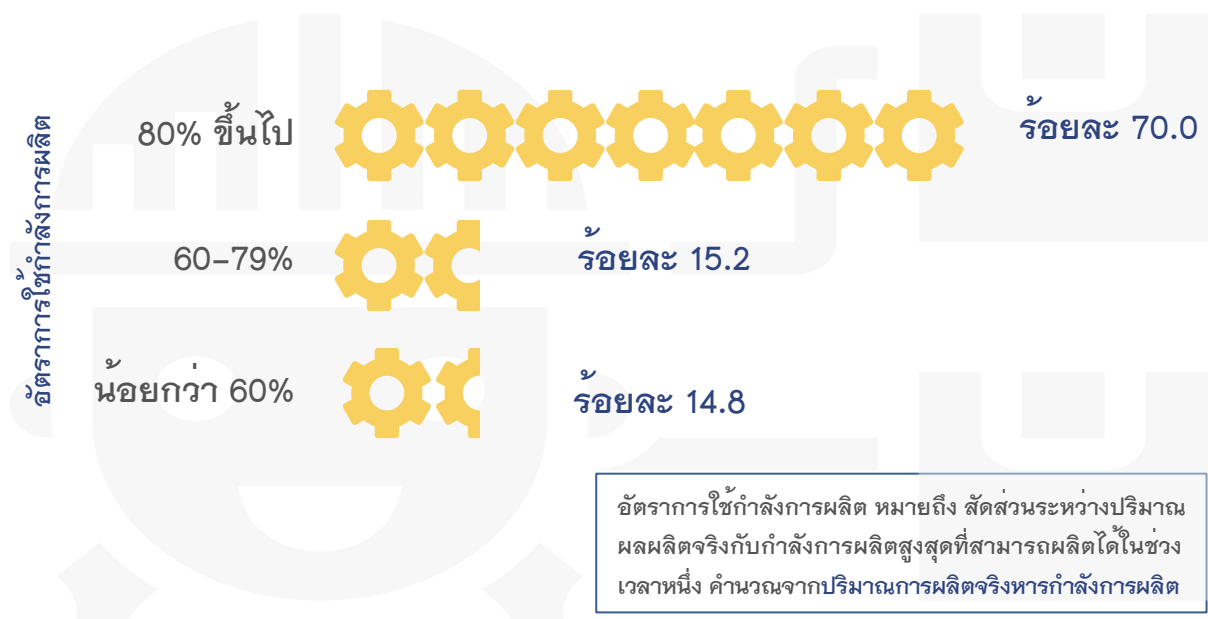 อัตราการใช้กำลังการผลิต
80% ขึ้นไป
ร้อยละ 70.0
60–79%
ร้อยละ 15.2
น้อยกว่า 60%
ร้อยละ 14.8
อัตราการใช้กำลังการผลิต หมายถึง สัดส่วนระหว่างปริมาณ
ผลผลิตจริงกับกำลังการผลิตสูงสุดที่สามารถผลิตได้ในช่วง
เวลาหนึ่ง คำนวณจากปริมาณการผลิตจริงหารกำลังการผลิต